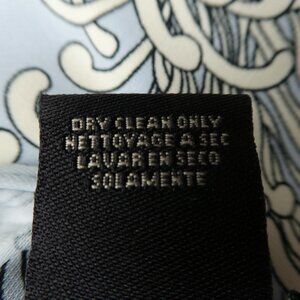 DRY CLEAN ONLY
NETTOYAGE A SEC
LAVAR EN SECO
SOLAMENTE